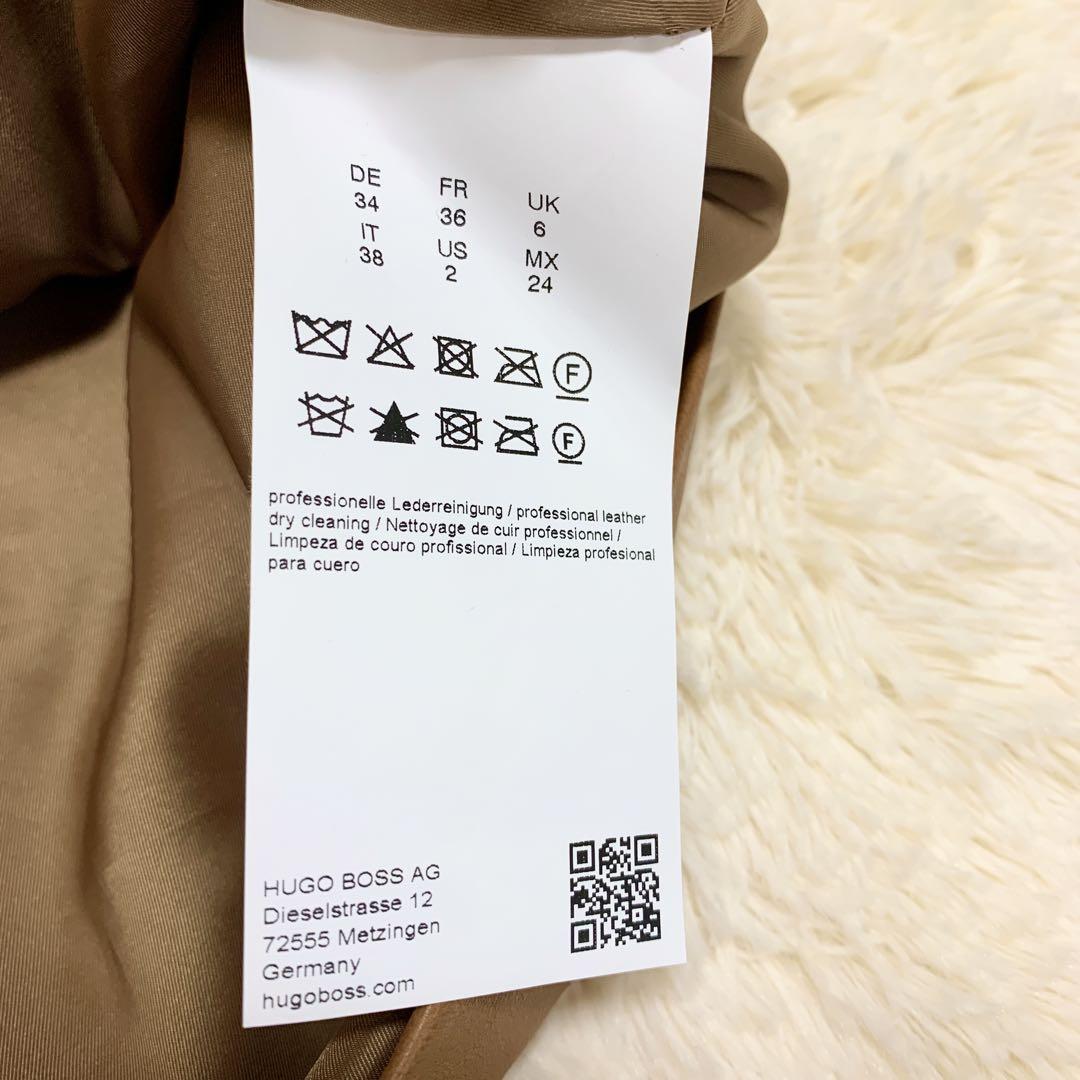 DE FR UK
34 36 6
IT US MX
38 2 24
F
F
professionelle Lederreinigung / professional leather
dry cleaning / Nettoyage de cuir professionnel /
Limpeza de couro profissional / Limpieza profesional
para cuero
HUGO BOSS AG
Dieselstrasse 12
72555 Metzingen
Germany
hugoboss.com